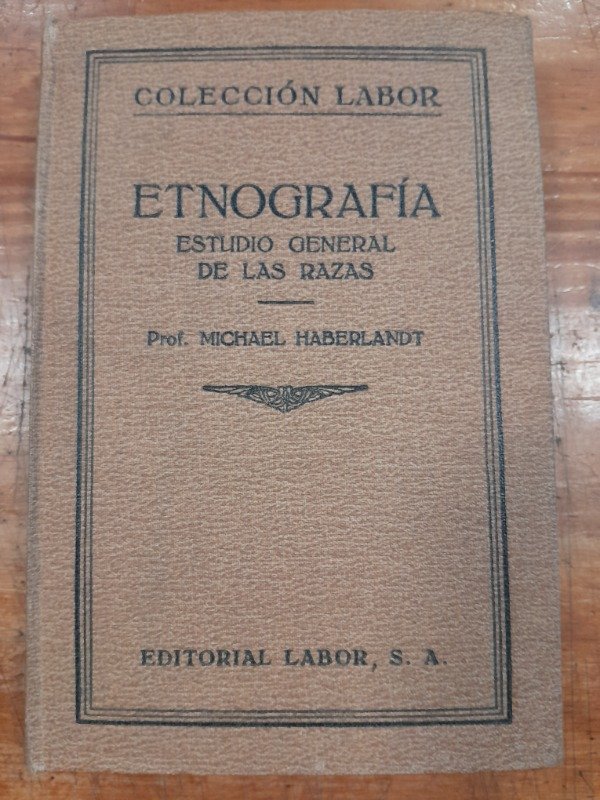 COLECCIÓN LABOR
ETNOGRAFÍA
ESTUDIO GENERAL
DE LAS RAZAS
Prof. MICHAEL HABERLANDT
EDITORIAL LABOR, S. A.